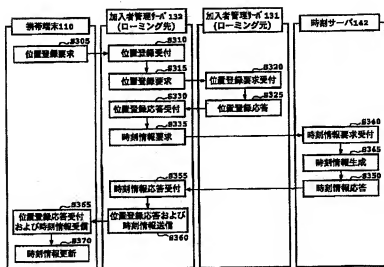 携帯端末110
加入者管理サーバ132
(ローミング先)
加入者管理サーバ131
(ローミング元)
時刻サーバ142
S305
位置登録要求
S310
位置登録受付
S315
位置登録要求
S320
位置登録要求受付
S325
位置登録応答
S330
位置登録応答受付
S335
時刻情報要求
S340
時刻情報要求受付
S345
時刻情報生成
S350
時刻情報応答
S355
時刻情報応答受付
位置登録応答および
時刻情報送信
S360
S365
位置登録応答受付
および時刻情報受信
S370
時刻情報更新